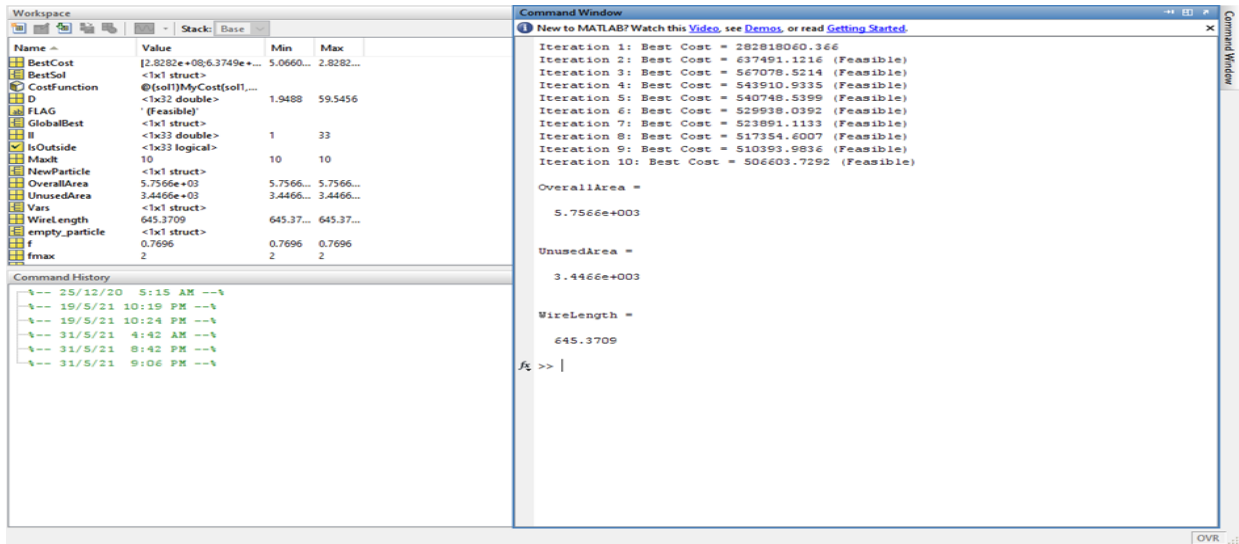 Workspace
Stack: Base
Name Value Min Max
BestCost [2.8282e+08;6.3749e+... 5.0660... 2.8282...
BestSol <1x1 struct>
CostFunction @(sol1)MyCost(sol1,...
D <1x32 double> 1.9488 59.5456
FLAG ' (Feasible)'
GlobalBest <1x1 struct>
II <1x33 double> 1 33
IsOutside <1x33 logical>
MaxIt 10 10 10
NewParticle <1x1 struct>
OverallArea 5.7566e+03 5.7566... 5.7566...
UnusedArea 3.4466e+03 3.4466... 3.4466...
Vars <1x1 struct>
WireLength 645.3709 645.37... 645.37...
empty_particle <1x1 struct>
f 0.7696 0.7696 0.7696
fmax 2 2 2
Command History
%-- 25/12/20 5:15 AM --%
%-- 19/5/21 10:19 PM --%
%-- 19/5/21 10:24 PM --%
%-- 31/5/21 4:42 AM --%
%-- 31/5/21 8:42 PM --%
%-- 31/5/21 9:06 PM --%
Command Window
New to MATLAB? Watch this Video, see Demos, or read Getting Started.
Iteration 1: Best Cost = 282818060.366
Iteration 2: Best Cost = 637491.1216 (Feasible)
Iteration 3: Best Cost = 567078.5214 (Feasible)
Iteration 4: Best Cost = 543910.9335 (Feasible)
Iteration 5: Best Cost = 540748.5399 (Feasible)
Iteration 6: Best Cost = 529938.0392 (Feasible)
Iteration 7: Best Cost = 523891.1133 (Feasible)
Iteration 8: Best Cost = 517354.6007 (Feasible)
Iteration 9: Best Cost = 510393.9836 (Feasible)
Iteration 10: Best Cost = 506603.7292 (Feasible)
OverallArea =
5.7566e+003
UnusedArea =
3.4466e+003
WireLength =
645.3709
fx >>
Command Window
OVR